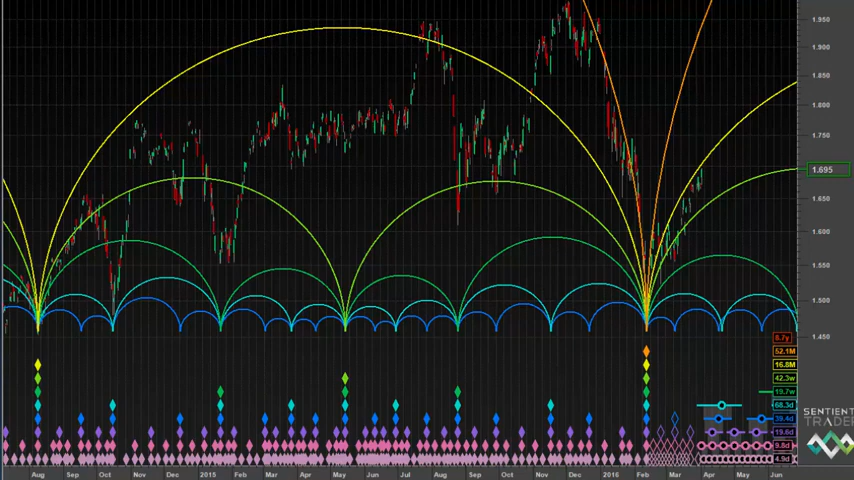 1.950
1.900
1.850
1.800
1.750
1.695
1.650
1.600
1.550
1.500
1.450
8.7y
52.1M
16.8M
42.3w
19.7w
68.3d
39.4d
19.6d
9.8d
4.9d
SENTIENT
TRADER
Aug Sep Oct Nov Dec 2015 Feb Mar Apr May Jun Jul Aug Sep Oct Nov Dec 2016 Feb Mar Apr May Jun